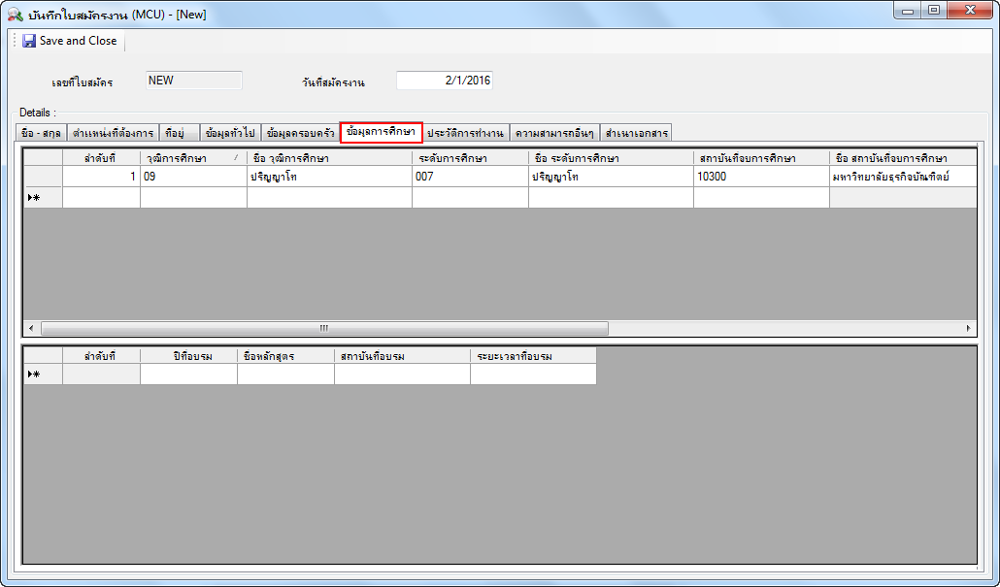 บันทึกใบสมัครงาน (MCU) - [New]
Save and Close
เลขที่ใบสมัคร NEW วันที่สมัครงาน 2/1/2016
Details :
ชื่อ - สกุล ตำแหน่งที่ต้องการ ที่อยู่ ข้อมูลทั่วไป ข้อมูลครอบครัว ข้อมูลการศึกษา ประวัติการทำงาน ความสามารถอื่นๆ สำเนาเอกสาร
ลำดับที่ วุฒิการศึกษา ชื่อ วุฒิการศึกษา ระดับการศึกษา ชื่อ ระดับการศึกษา สถาบันที่จบการศึกษา ชื่อ สถาบันที่จบการศึกษา
1 09 ปริญญาโท 007 ปริญญาโท 10300 มหาวิทยาลัยธุรกิจบัณฑิตย์
ลำดับที่ ปีที่อบรม ชื่อหลักสูตร สถาบันที่อบรม ระยะเวลาที่อบรม